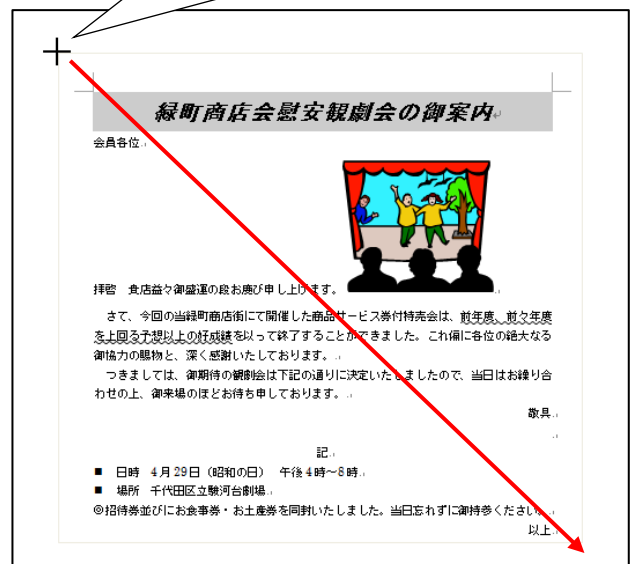 緑町商店会慰安観劇会の御案内
会員各位
拝啓　貴店益々御盛運の段お慶び申し上げます。
さて、今回の当緑町商店街にて開催した商品サービス券付特売会は、前年度、前々年度
を上回る予想以上の好成績を以って終了することができました。これ偏に各位の絶大なる
御協力の賜物と、深く感謝いたしております。
つきましては、御期待の観劇会は下記の通りに決定いたしましたので、当日はお繰り合
わせの上、御来場のほどお待ち申しております。
敬具
記
■　日時　4月29日（昭和の日）　午後4時～8時
■　場所　千代田区立駿河台劇場
◎招待券並びにお食事券・お土産券を同封いたしました。当日忘れずに御持参ください。
以上